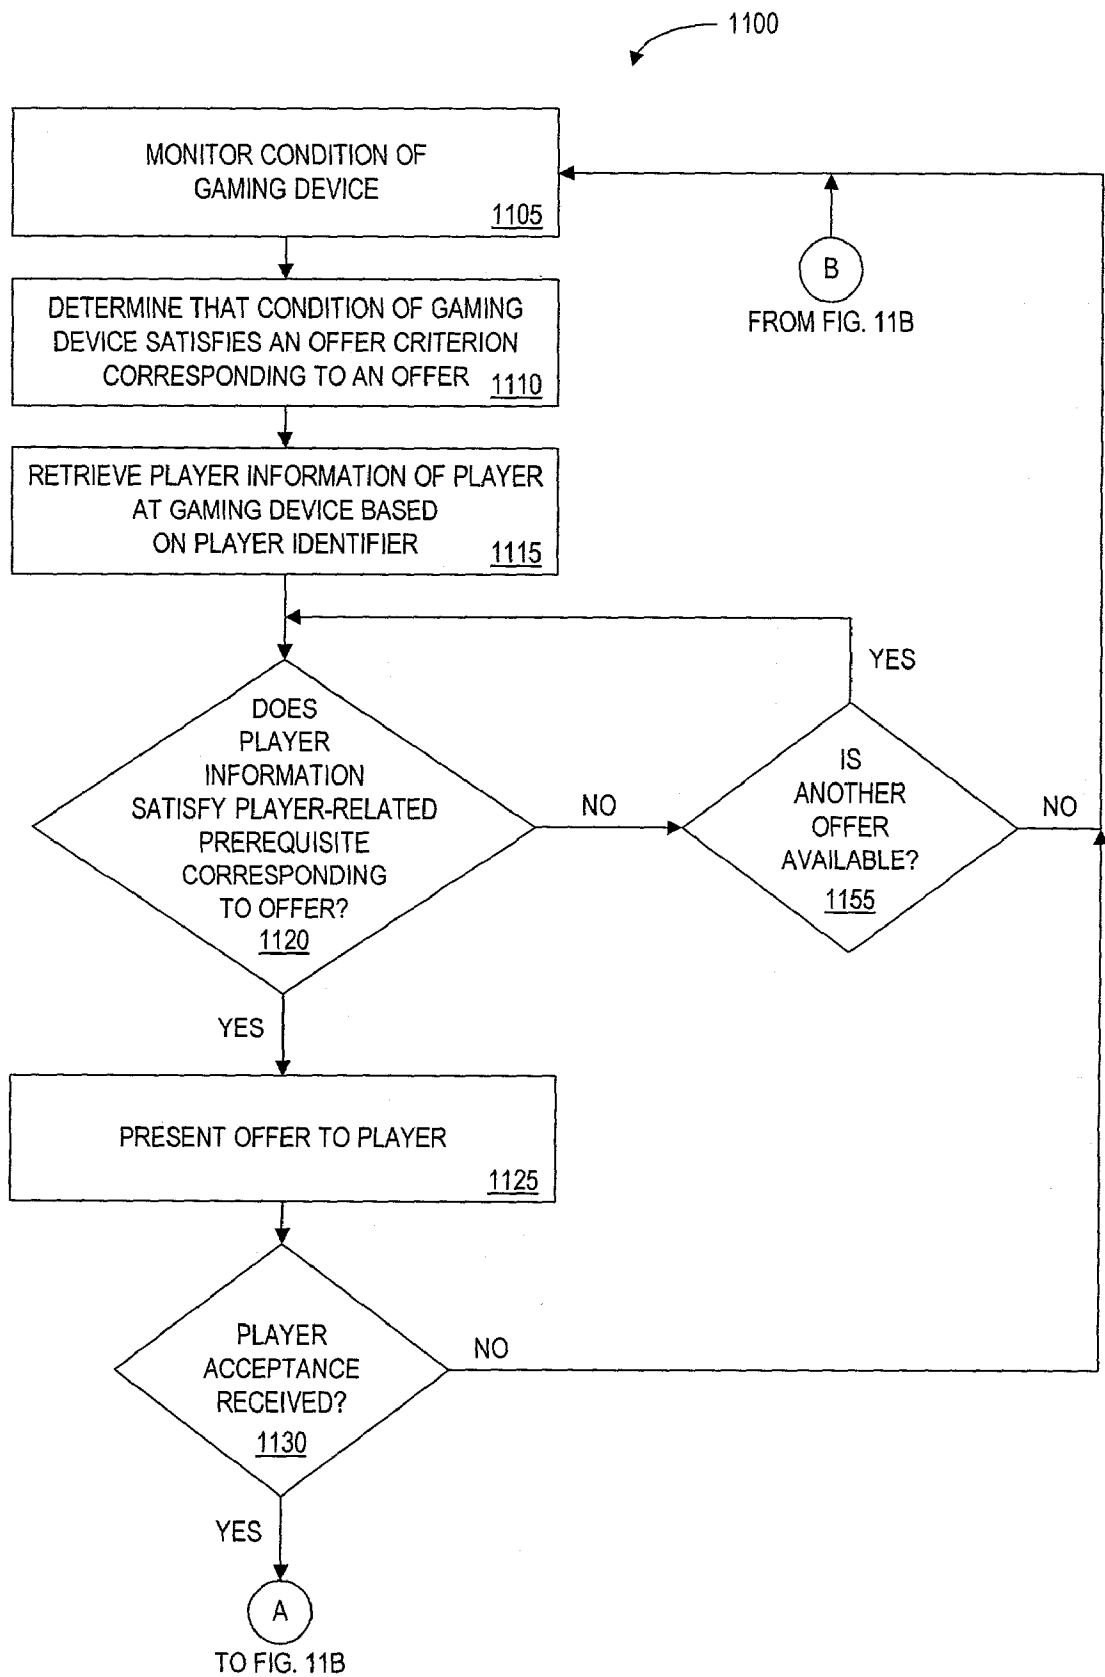 1100
MONITOR CONDITION OF
GAMING DEVICE
1105
B
FROM FIG. 11B
DETERMINE THAT CONDITION OF GAMING
DEVICE SATISFIES AN OFFER CRITERION
CORRESPONDING TO AN OFFER
1110
RETRIEVE PLAYER INFORMATION OF PLAYER
AT GAMING DEVICE BASED
ON PLAYER IDENTIFIER
1115
DOES
PLAYER
INFORMATION
SATISFY PLAYER-RELATED
PREREQUISITE
CORRESPONDING
TO OFFER?
1120
NO
YES
IS
ANOTHER
OFFER
AVAILABLE?
1155
NO
YES
PRESENT OFFER TO PLAYER
1125
PLAYER
ACCEPTANCE
RECEIVED?
1130
NO
YES
A
TO FIG. 11B